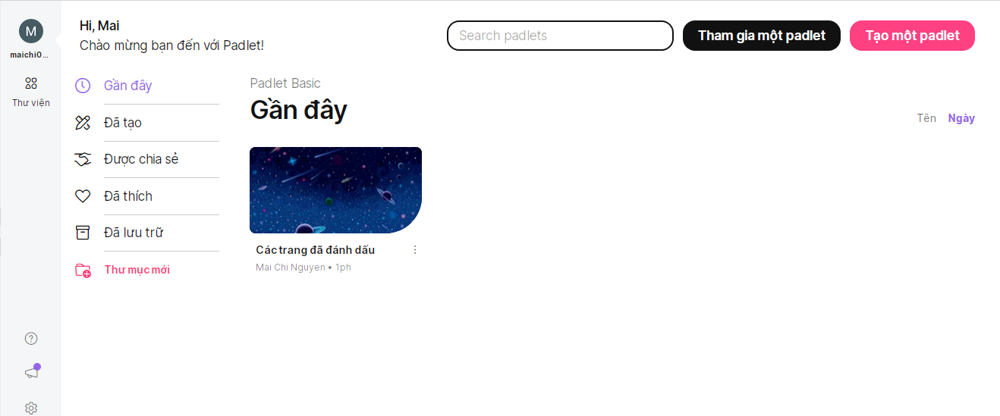 M
maichi0...
Thư viện
Hi, Mai
Chào mừng bạn đến với Padlet!
Search padlets
Tham gia một padlet
Tạo một padlet
Gần đây
Đã tạo
Được chia sẻ
Đã thích
Đã lưu trữ
Thư mục mới
Padlet Basic
Gần đây
Tên Ngày
Các trang đã đánh dấu
Mai Chi Nguyen • 1ph